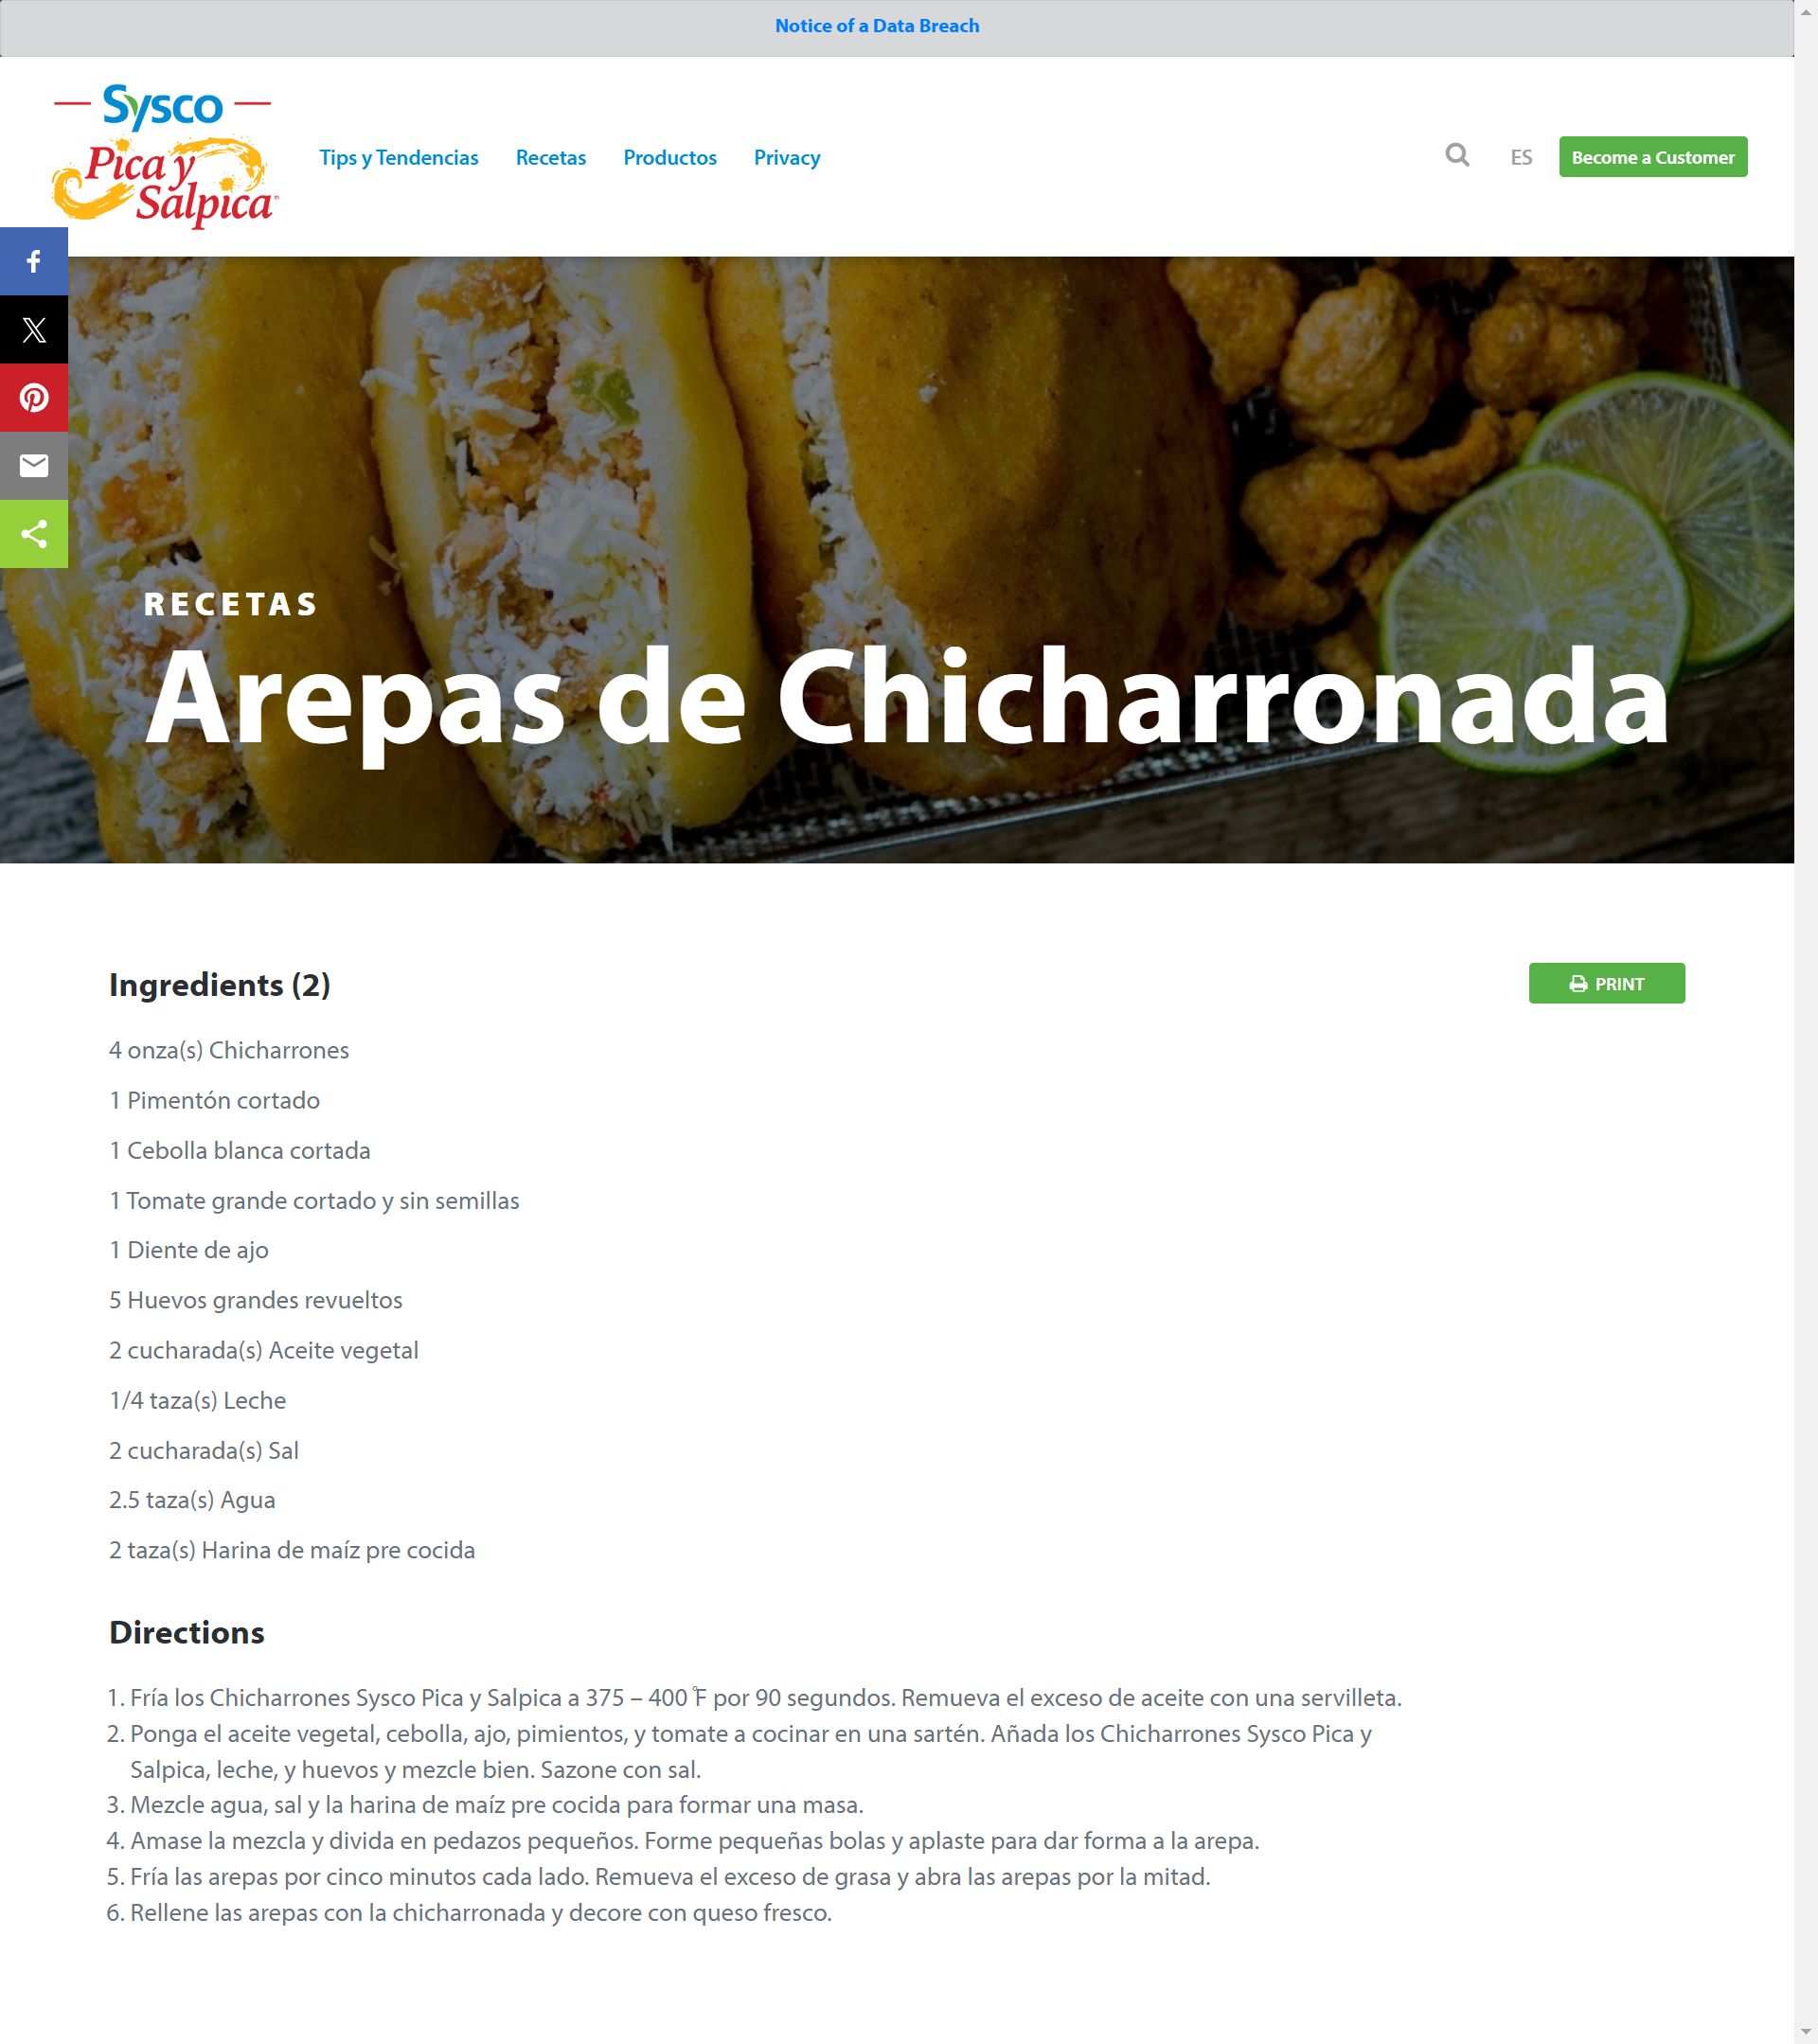 Notice of a Data Breach
Sysco
Pica y
Salpica®
Tips y Tendencias Recetas Productos Privacy ES Become a Customer
RECETAS
Arepas de Chicharronada
Ingredients (2)
PRINT
4 onza(s) Chicharrones
1 Pimentón cortado
1 Cebolla blanca cortada
1 Tomate grande cortado y sin semillas
1 Diente de ajo
5 Huevos grandes revueltos
2 cucharada(s) Aceite vegetal
1/4 taza(s) Leche
2 cucharada(s) Sal
2.5 taza(s) Agua
2 taza(s) Harina de maíz pre cocida
Directions
1. Fría los Chicharrones Sysco Pica y Salpica a 375 – 400 °F por 90 segundos. Remueva el exceso de aceite con una servilleta.
2. Ponga el aceite vegetal, cebolla, ajo, pimientos, y tomate a cocinar en una sartén. Añada los Chicharrones Sysco Pica y
Salpica, leche, y huevos y mezcle bien. Sazone con sal.
3. Mezcle agua, sal y la harina de maíz pre cocida para formar una masa.
4. Amase la mezcla y divida en pedazos pequeños. Forme pequeñas bolas y aplaste para dar forma a la arepa.
5. Fría las arepas por cinco minutos cada lado. Remueva el exceso de grasa y abra las arepas por la mitad.
6. Rellene las arepas con la chicharronada y decore con queso fresco.